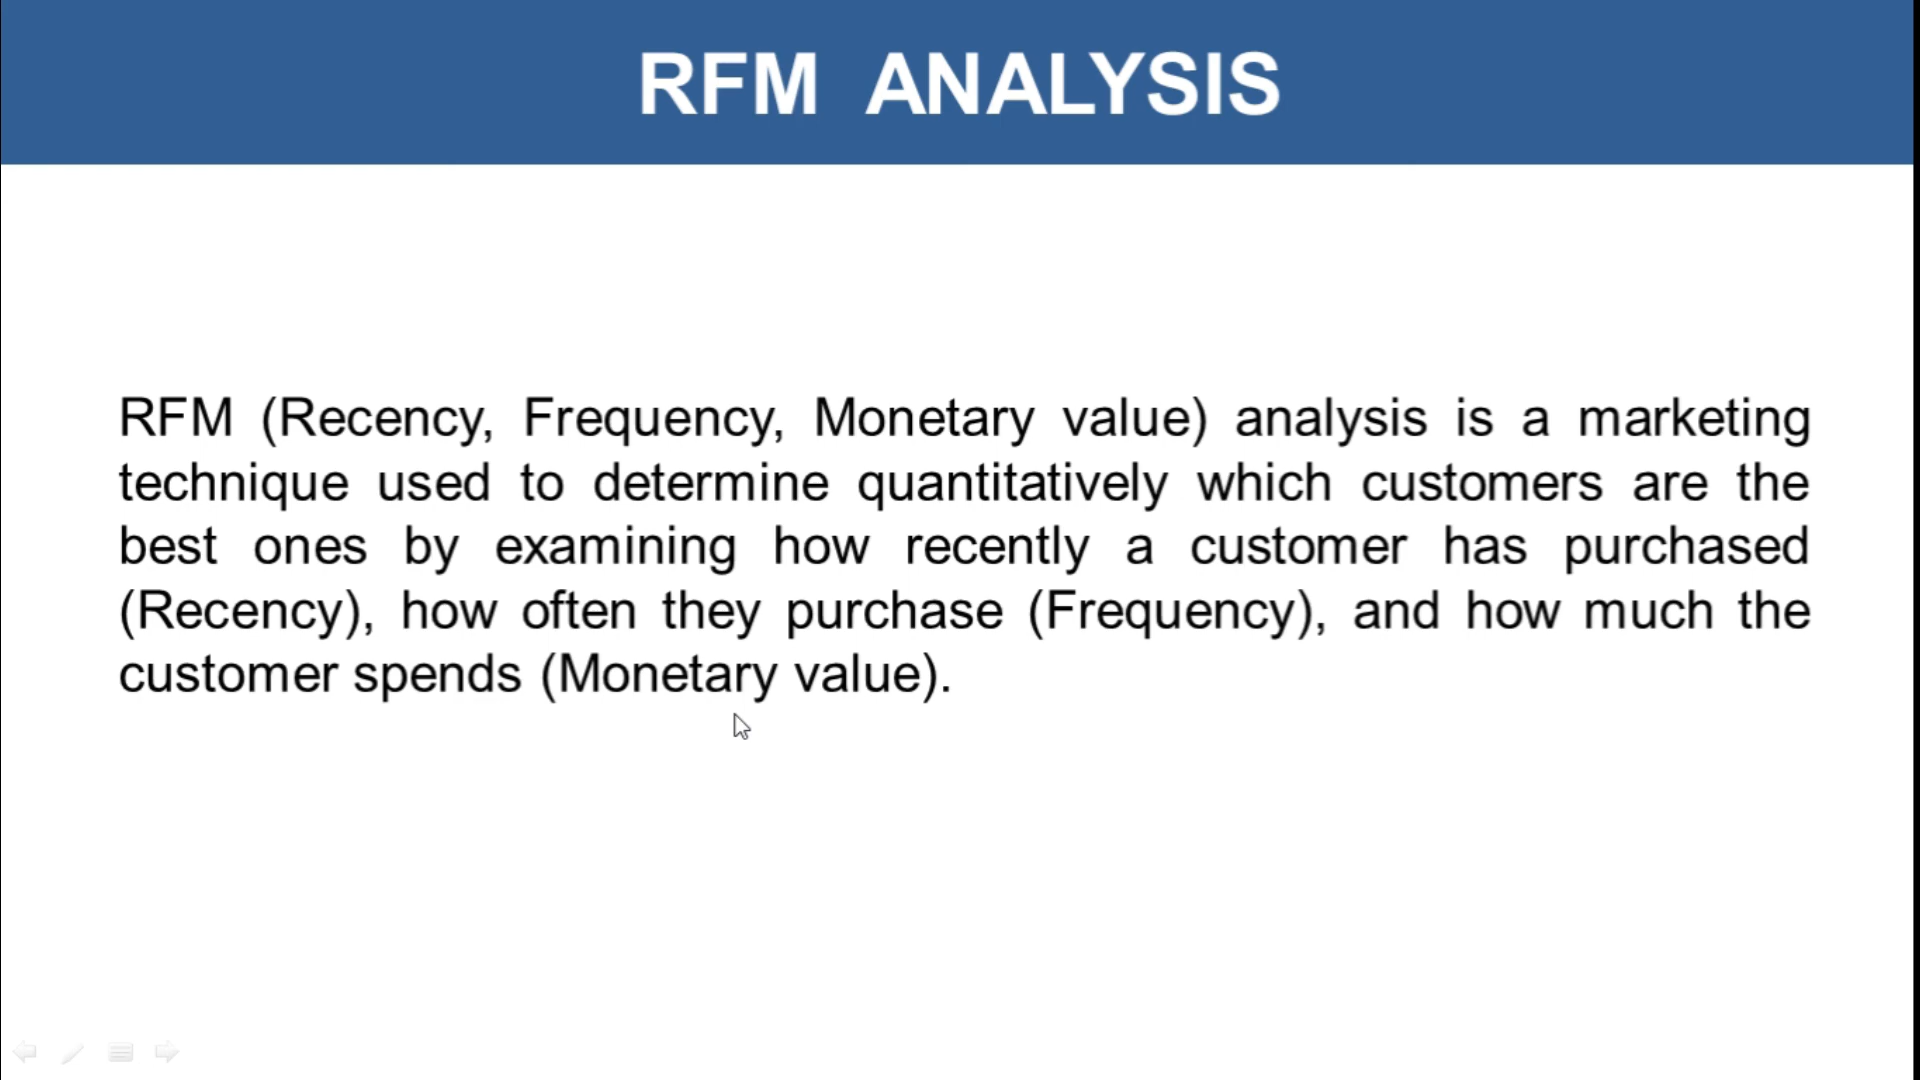 RFM ANALYSIS
RFM (Recency, Frequency, Monetary value) analysis is a marketing
technique used to determine quantitatively which customers are the
best ones by examining how recently a customer has purchased
(Recency), how often they purchase (Frequency), and how much the
customer spends (Monetary value).